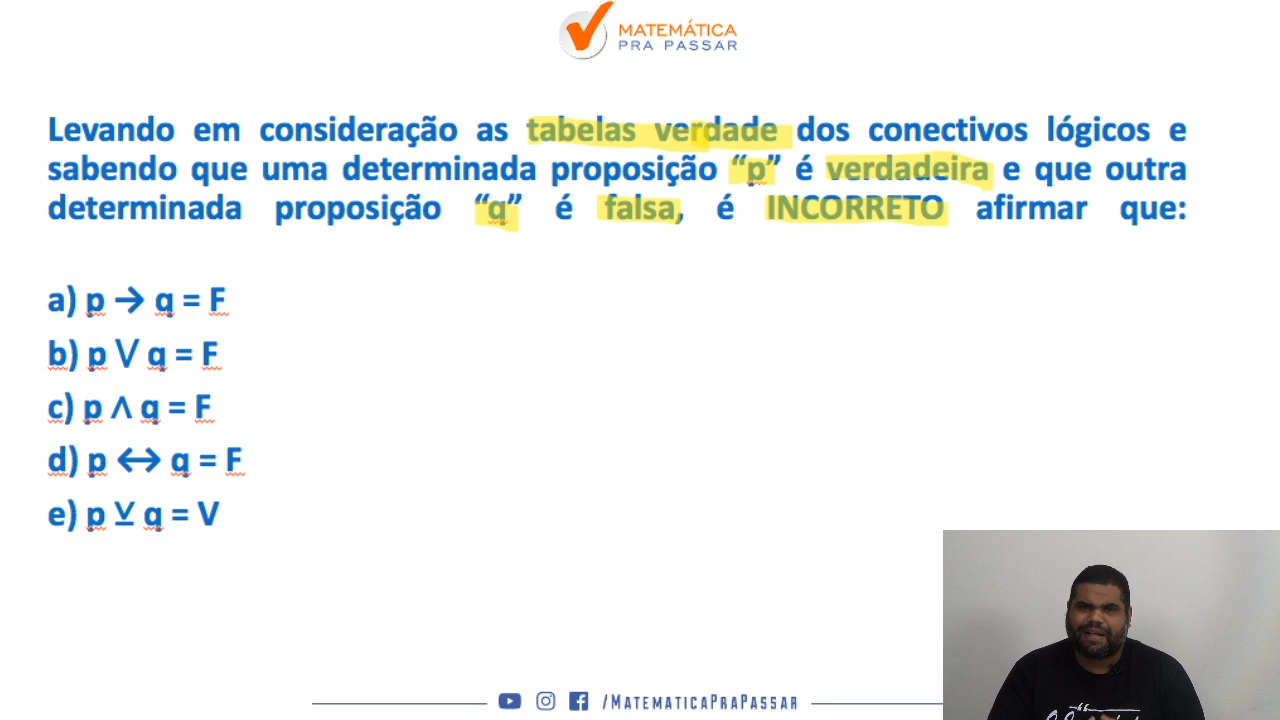 MATEMÁTICA
PRA PASSAR
Levando em consideração as tabelas verdade dos conectivos lógicos e
sabendo que uma determinada proposição “p” é verdadeira e que outra
determinada proposição “q” é falsa, é INCORRETO afirmar que:
a) p → q = F
b) p ∨ q = F
c) p ∧ q = F
d) p ↔ q = F
e) p ⊻ q = V
/MATEMATICAPRAPASSAR